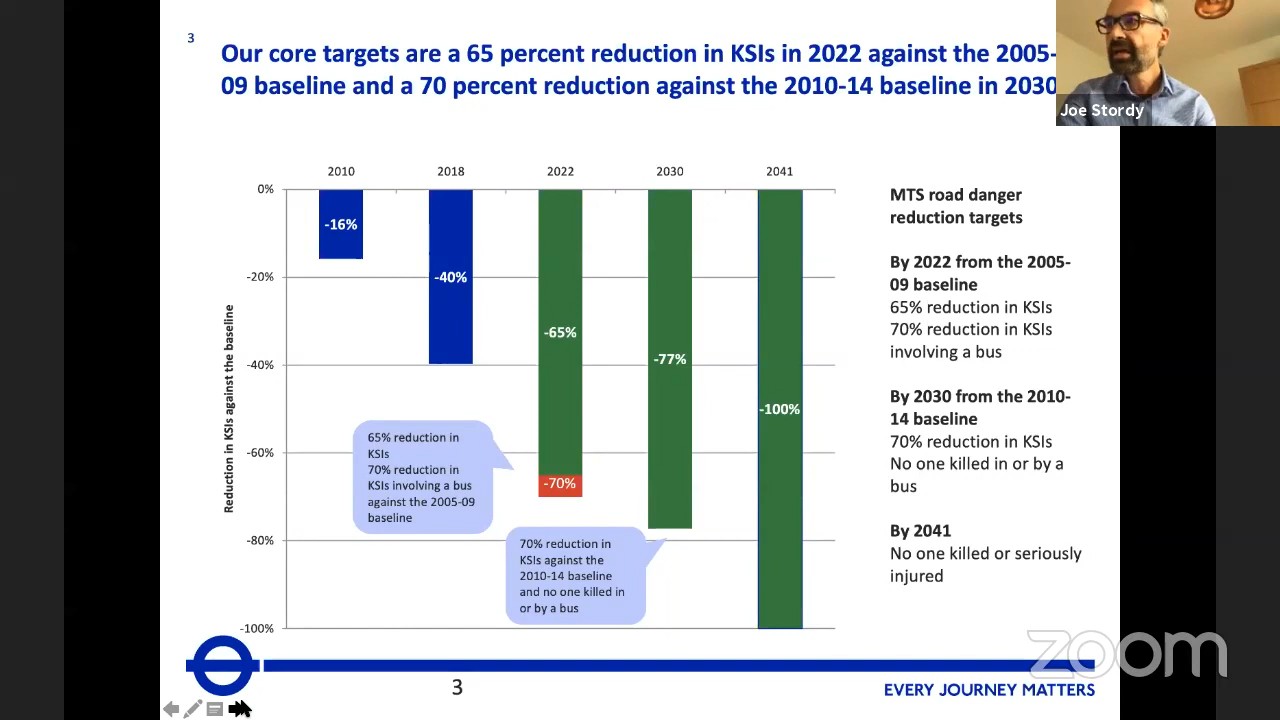 3
Our core targets are a 65 percent reduction in KSIs in 2022 against the 2005-
09 baseline and a 70 percent reduction against the 2010-14 baseline in 2030
Joe Stordy
2010 2018 2022 2030 2041
0%
-20%
-40%
-60%
-80%
-100%
Reduction in KSIs against the baseline
-16%
-40%
-65%
-70%
-77%
-100%
65% reduction in
KSIs
70% reduction in
KSIs involving a bus
against the 2005-09
baseline
70% reduction in
KSIs against the
2010-14 baseline
and no one killed in
or by a bus
MTS road danger
reduction targets
By 2022 from the 2005-
09 baseline
65% reduction in KSIs
70% reduction in KSIs
involving a bus
By 2030 from the 2010-
14 baseline
70% reduction in KSIs
No one killed in or by a
bus
By 2041
No one killed or seriously
injured
zoom
3
EVERY JOURNEY MATTERS